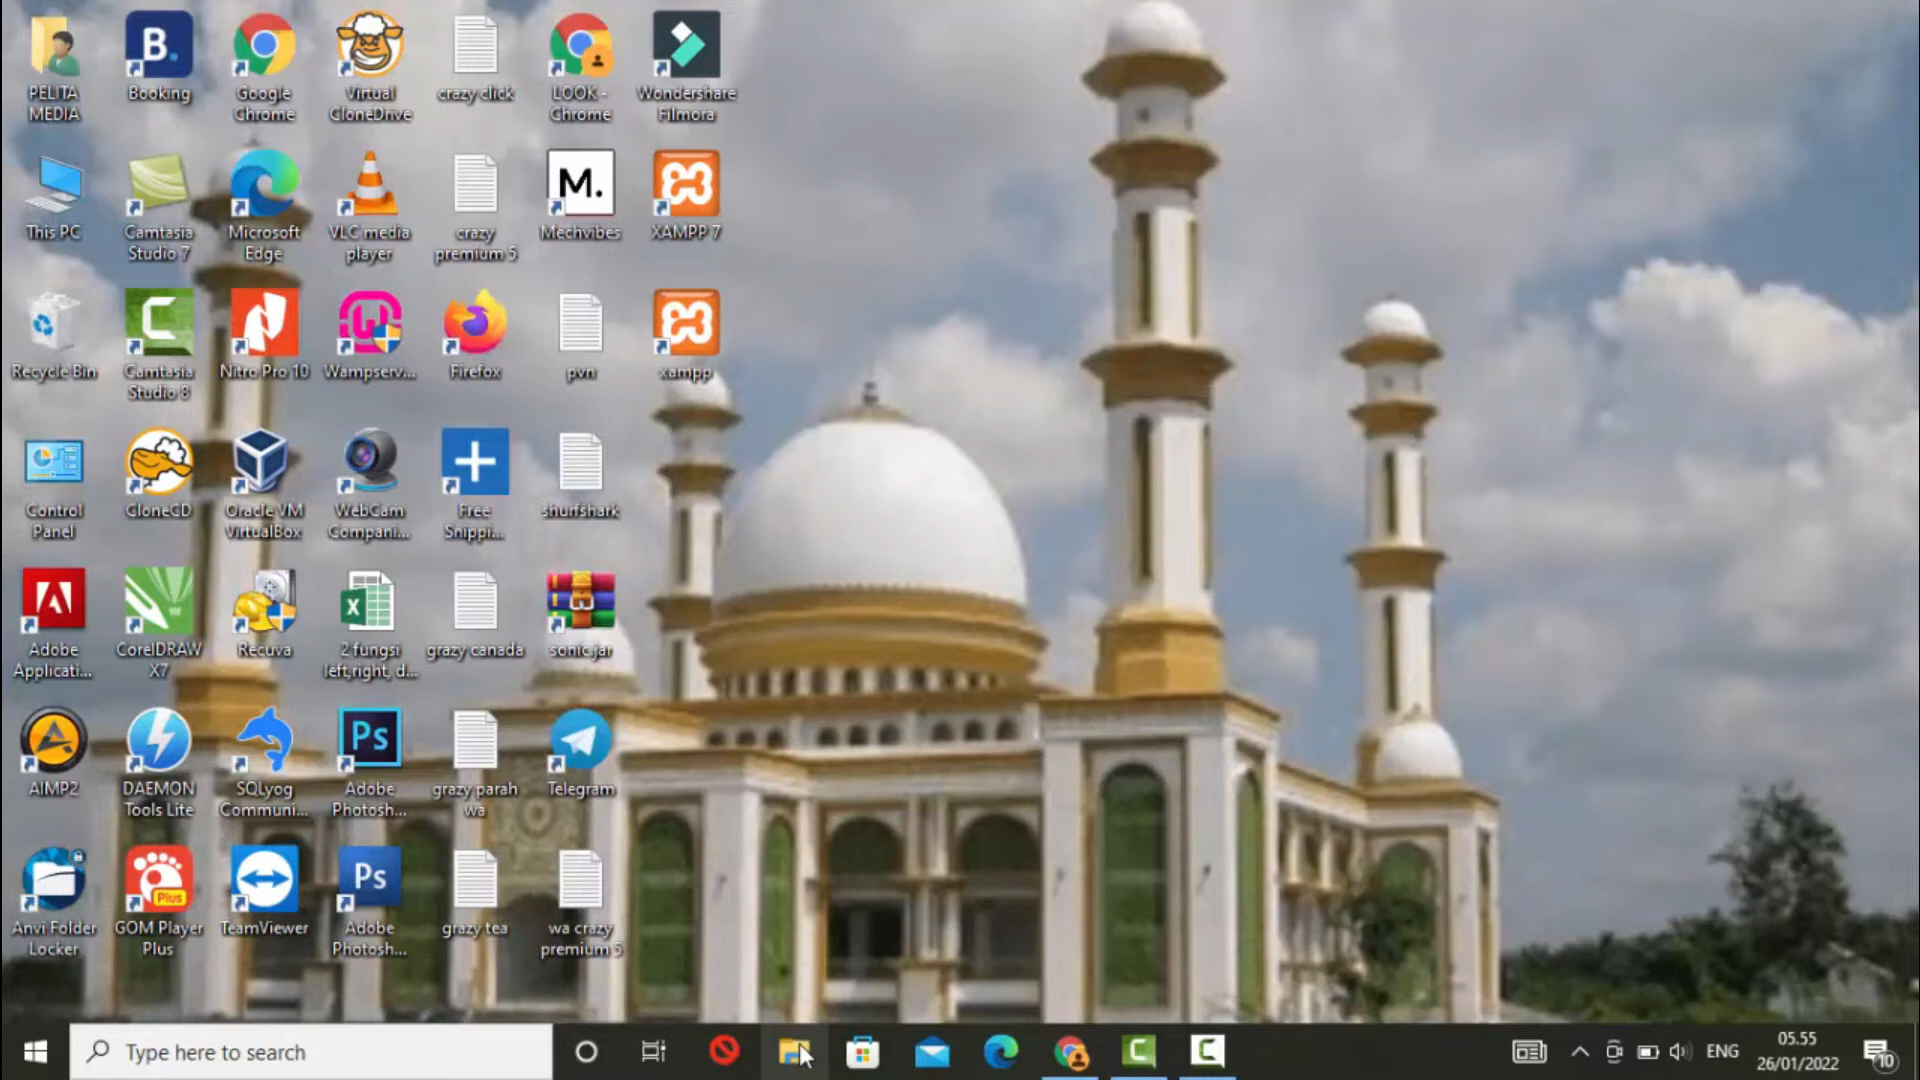 PELITA
MEDIA
Booking
Google
Chrome
Virtual
CloneDrive
crazy click
LOOK -
Chrome
Wondershare
Filmora
This PC
Camtasia
Studio 7
Microsoft
Edge
VLC media
player
crazy
premium 5
M.
Mechvibes
XAMPP 7
Recycle Bin
Camtasia
Studio 8
Nitro Pro 10
Wampserv...
Firefox
pvn
xampp
Control
Panel
CloneCD
Oracle VM
VirtualBox
WebCam
Compani...
Free
Snippi...
shurfshark
Adobe
Applicati...
CorelDRAW
X7
Recuva
2 fungsi
left,right, d...
grazy canada
sonic.jar
AIMP2
DAEMON
Tools Lite
SQLyog
Communi...
Ps
Adobe
Photosh...
grazy parah
wa
Telegram
Anvi Folder
Locker
Plus
GOM Player
Plus
TeamViewer
Ps
Adobe
Photosh...
grazy tea
wa crazy
premium 5
Type here to search
ENG
05.55
26/01/2022
10